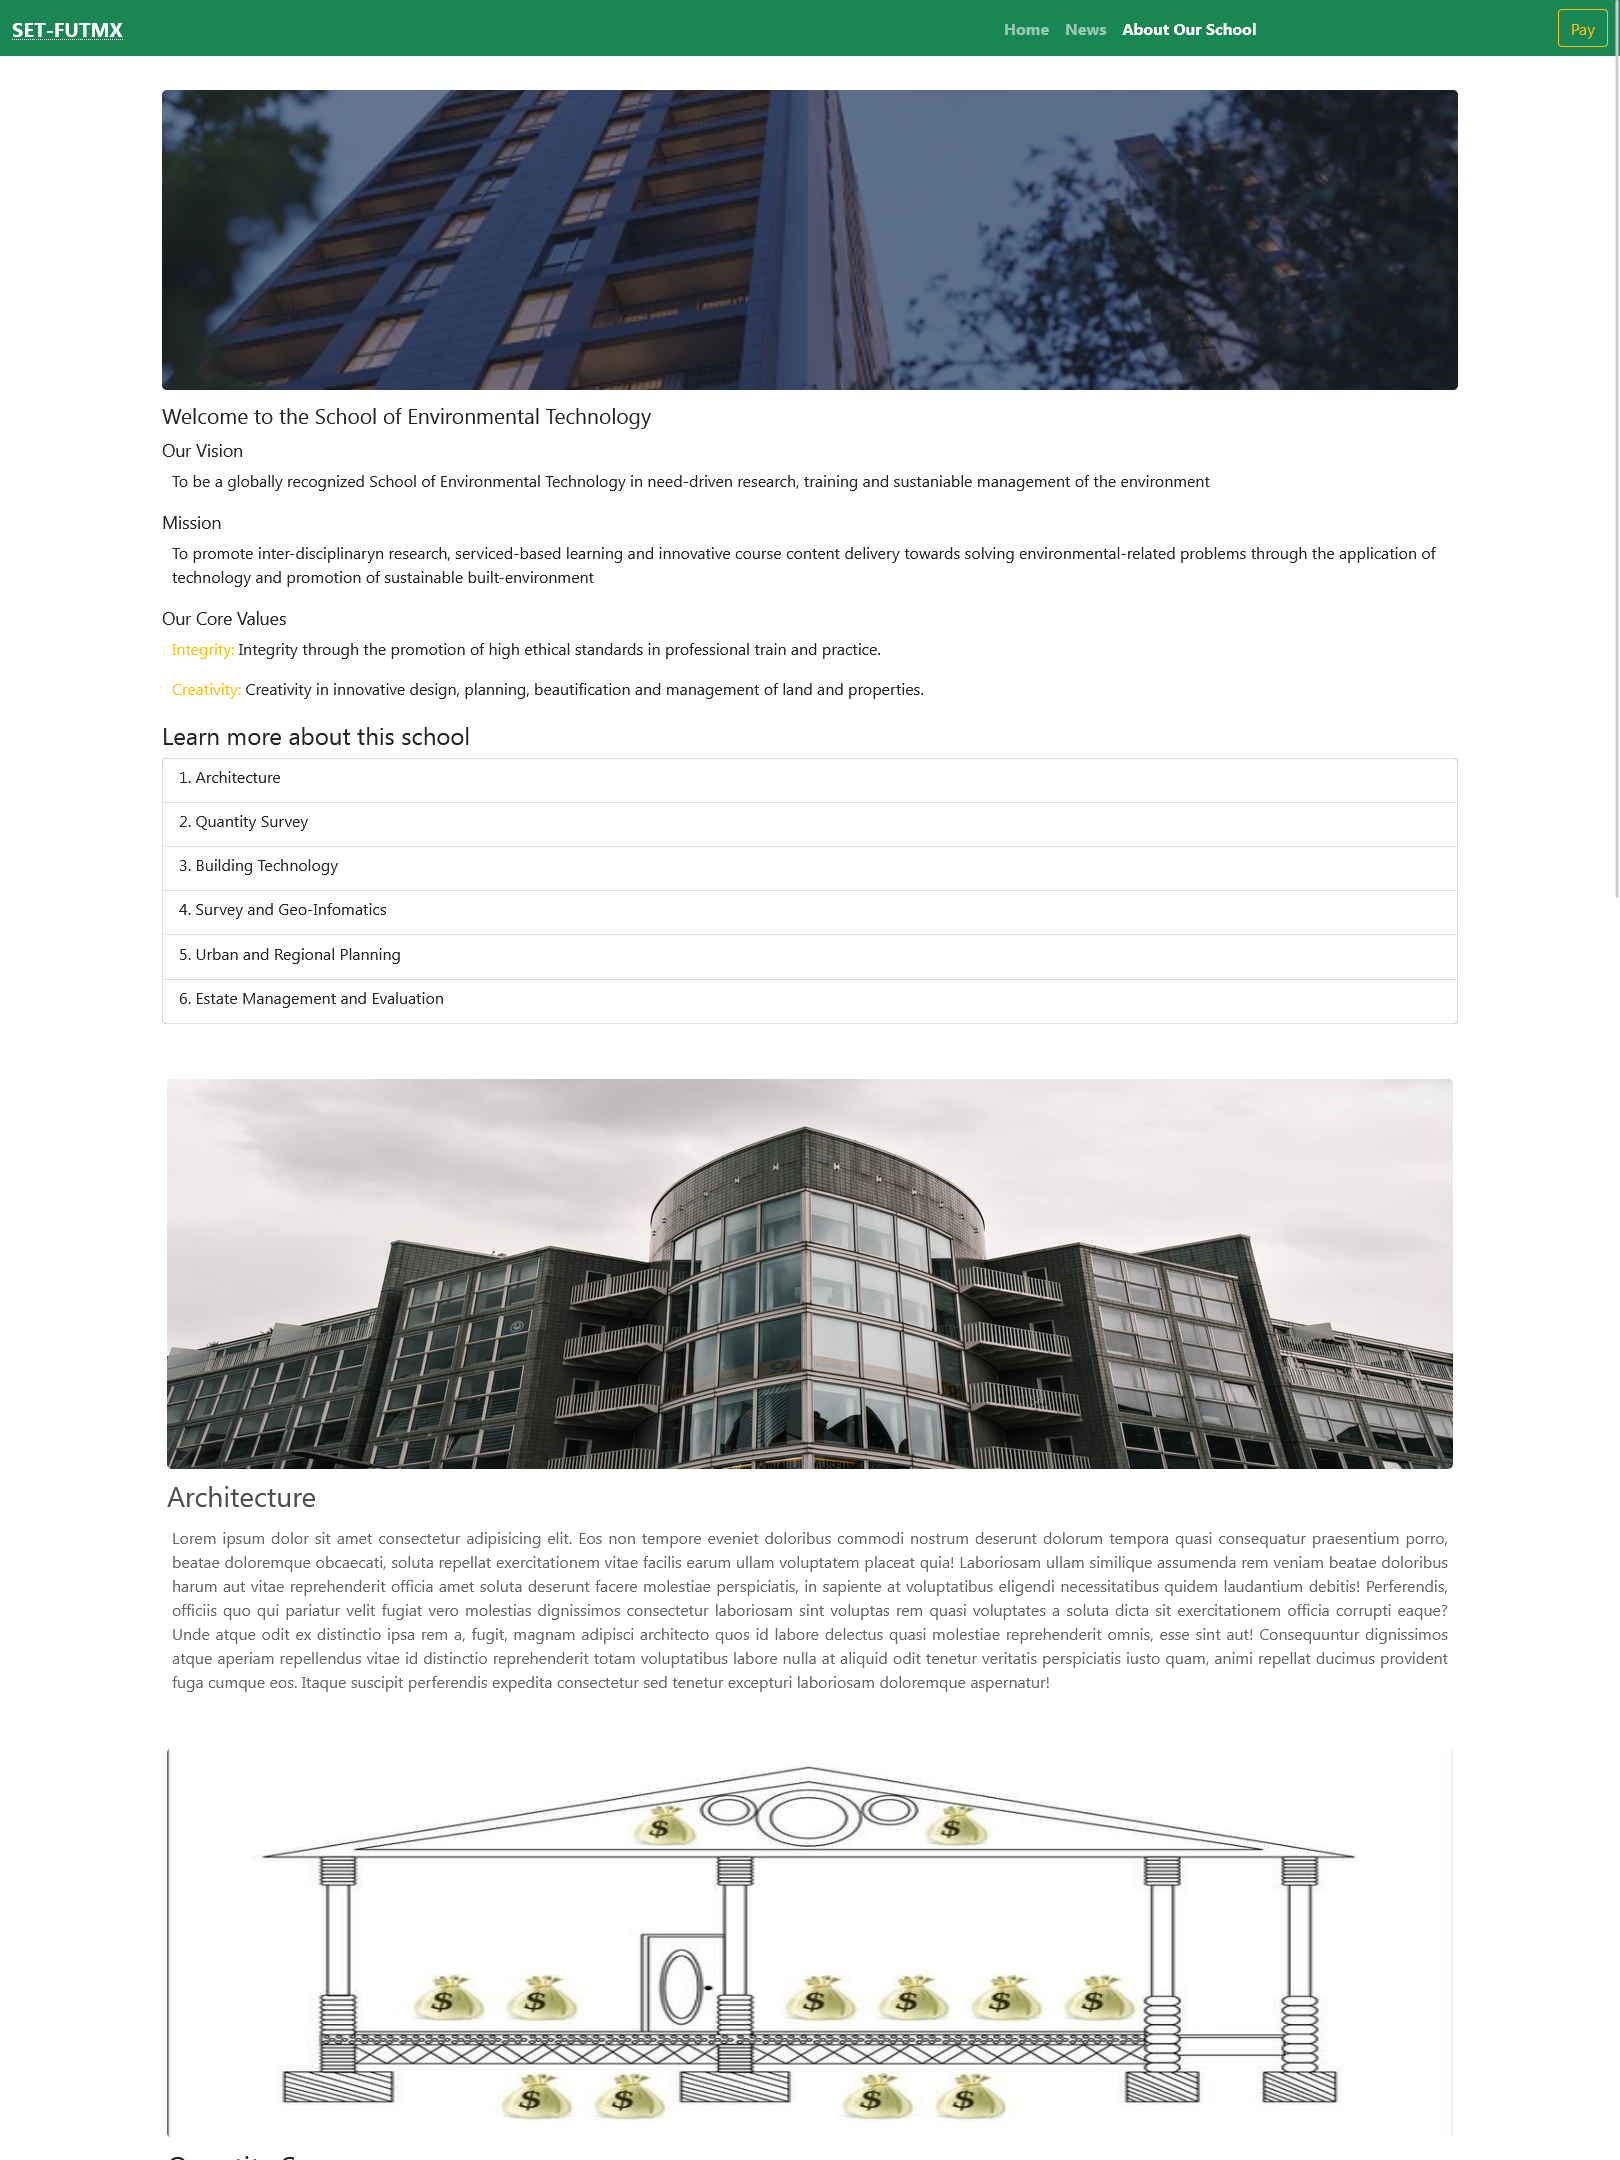 SET-FUTMX
Home News About Our School
Pay
Welcome to the School of Environmental Technology
Our Vision
To be a globally recognized School of Environmental Technology in need-driven research, training and sustaniable management of the environment
Mission
To promote inter-disciplinaryn research, serviced-based learning and innovative course content delivery towards solving environmental-related problems through the application of
technology and promotion of sustainable built-environment
Our Core Values
Integrity: Integrity through the promotion of high ethical standards in professional train and practice.
Creativity: Creativity in innovative design, planning, beautification and management of land and properties.
Learn more about this school
1. Architecture
2. Quantity Survey
3. Building Technology
4. Survey and Geo-Infomatics
5. Urban and Regional Planning
6. Estate Management and Evaluation
MUSEUM
Architecture
Lorem ipsum dolor sit amet consectetur adipisicing elit. Eos non tempore eveniet doloribus commodi nostrum deserunt dolorum tempora quasi consequatur praesentium porro,
beatae doloremque obcaecati, soluta repellat exercitationem vitae facilis earum ullam voluptatem placeat quia! Laboriosam ullam similique assumenda rem veniam beatae doloribus
harum aut vitae reprehenderit officia amet soluta deserunt facere molestiae perspiciatis, in sapiente at voluptatibus eligendi necessitatibus quidem laudantium debitis! Perferendis,
officiis quo qui pariatur velit fugiat vero molestias dignissimos consectetur laboriosam sint voluptas rem quasi voluptates a soluta dicta sit exercitationem officia corrupti eaque?
Unde atque odit ex distinctio ipsa rem a, fugit, magnam adipisci architecto quos id labore delectus quasi molestiae reprehenderit omnis, esse sint aut! Consequuntur dignissimos
atque aperiam repellendus vitae id distinctio reprehenderit totam voluptatibus labore nulla at aliquid odit tenetur veritatis perspiciatis iusto quam, animi repellat ducimus provident
fuga cumque eos. Itaque suscipit perferendis expedita consectetur sed tenetur excepturi laboriosam doloremque aspernatur!
$ $
$ $ $ $ $ $
$ $ $ $